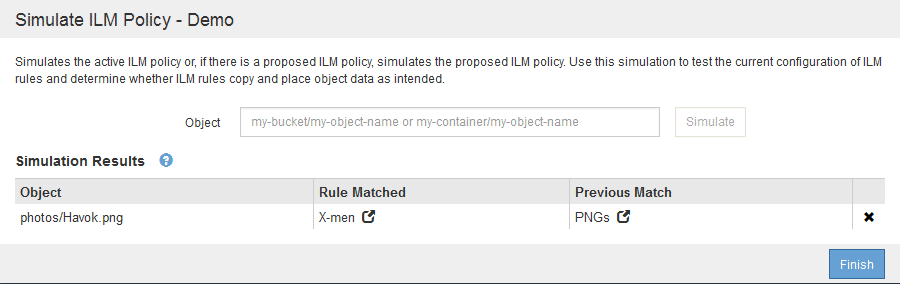 Simulate ILM Policy - Demo
Simulates the active ILM policy or, if there is a proposed ILM policy, simulates the proposed ILM policy. Use this simulation to test the current configuration of ILM
rules and determine whether ILM rules copy and place object data as intended.
Object my-bucket/my-object-name or my-container/my-object-name Simulate
Simulation Results ?
Object Rule Matched Previous Match
photos/Havok.png X-men PNGs
Finish